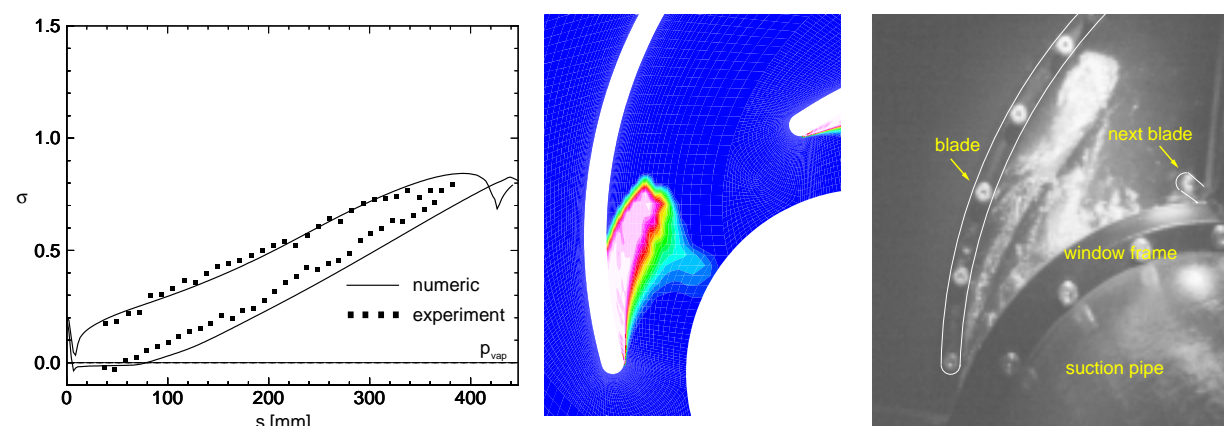 1.5
1.0
σ
0.5
numeric
experiment
p_vap
0.0
0 100 200 300 400
s [mm]
blade
next blade
window frame
suction pipe